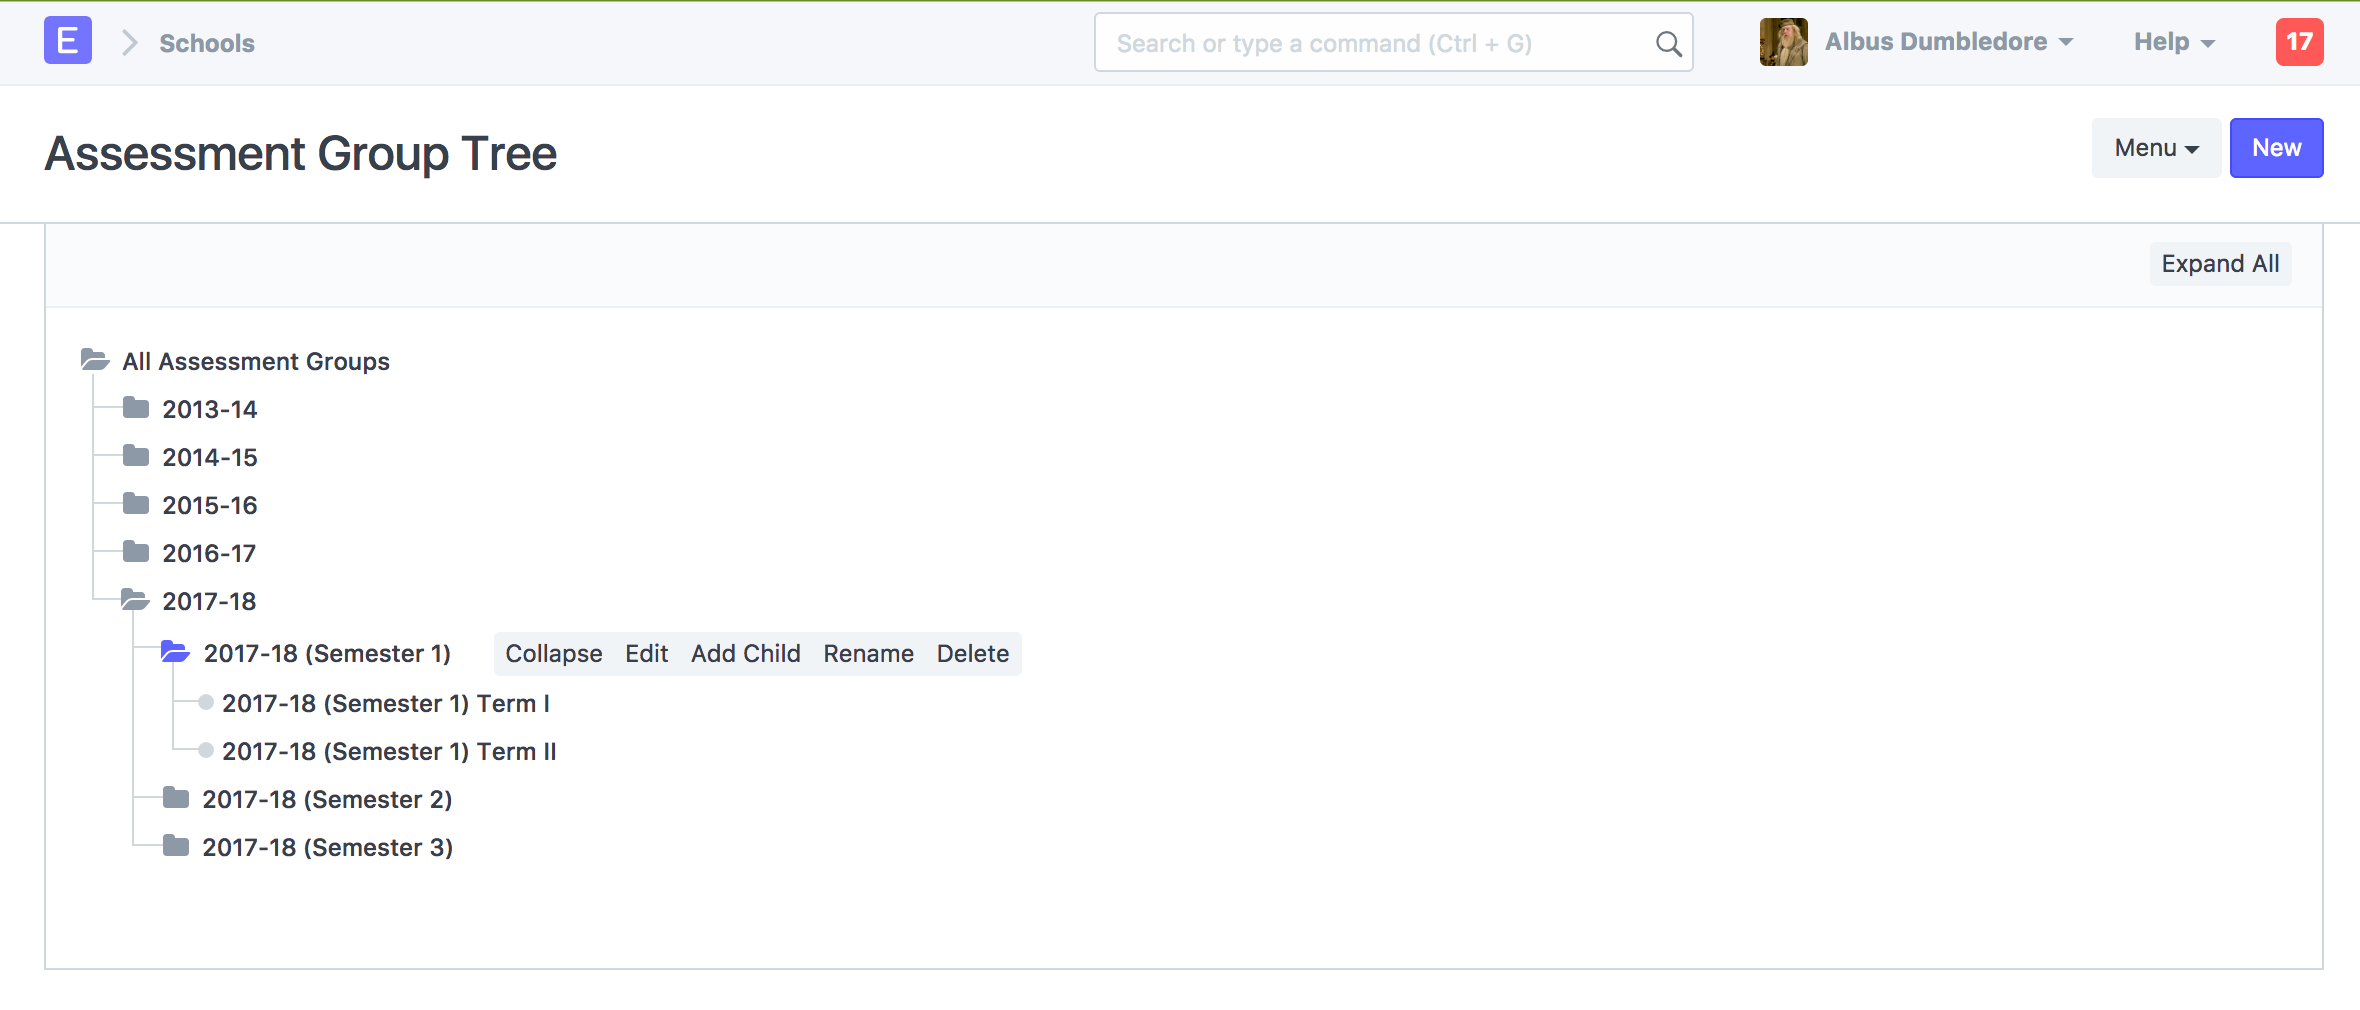 E Schools Search or type a command (Ctrl + G) Albus Dumbledore Help 17
Assessment Group Tree Menu New
Expand All
All Assessment Groups
2013-14
2014-15
2015-16
2016-17
2017-18
2017-18 (Semester 1) Collapse Edit Add Child Rename Delete
2017-18 (Semester 1) Term I
2017-18 (Semester 1) Term II
2017-18 (Semester 2)
2017-18 (Semester 3)